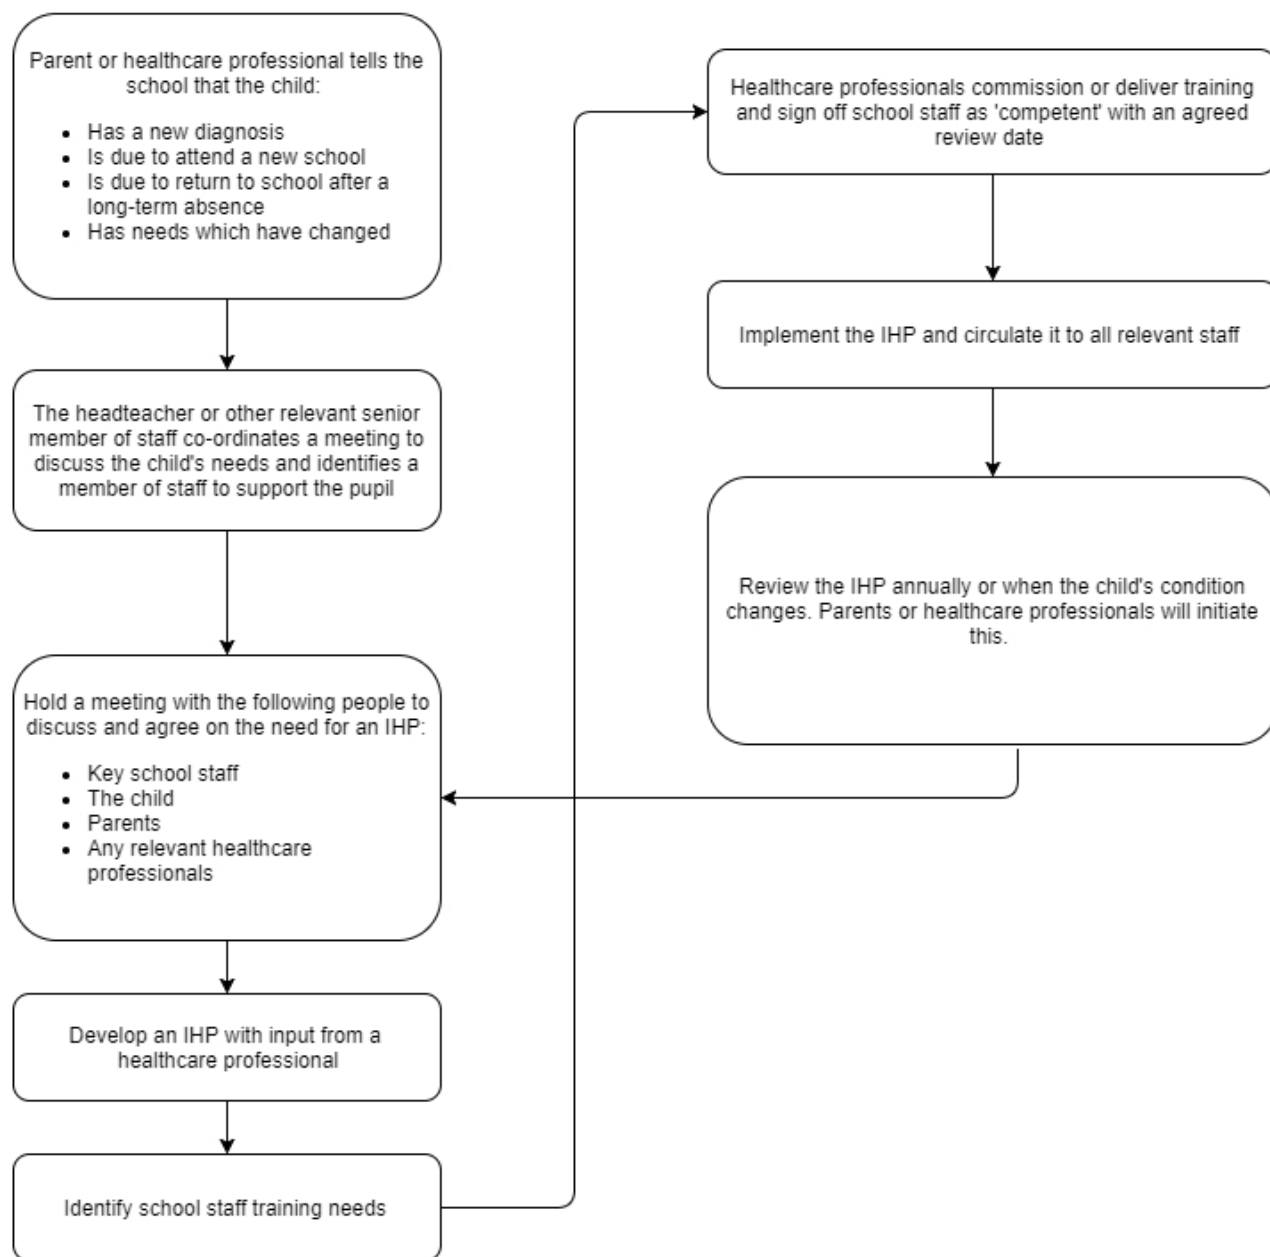 Parent or healthcare professional tells the
school that the child:
• Has a new diagnosis
• Is due to attend a new school
• Is due to return to school after a
long-term absence
• Has needs which have changed
The headteacher or other relevant senior
member of staff co-ordinates a meeting to
discuss the child's needs and identifies a
member of staff to support the pupil
Hold a meeting with the following people to
discuss and agree on the need for an IHP:
• Key school staff
• The child
• Parents
• Any relevant healthcare
professionals
Develop an IHP with input from a
healthcare professional
Identify school staff training needs
Healthcare professionals commission or deliver training
and sign off school staff as 'competent' with an agreed
review date
Implement the IHP and circulate it to all relevant staff
Review the IHP annually or when the child's condition
changes. Parents or healthcare professionals will initiate
this.